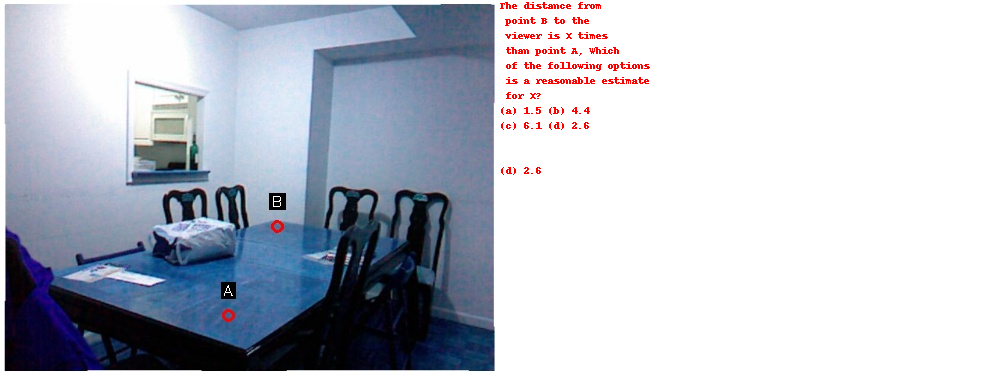 The distance from
point B to the
viewer is X times
than point A, Which
of the following options
is a reasonable estimate
for X?
(a) 1.5 (b) 4.4
(c) 6.1 (d) 2.6
(d) 2.6
B
A